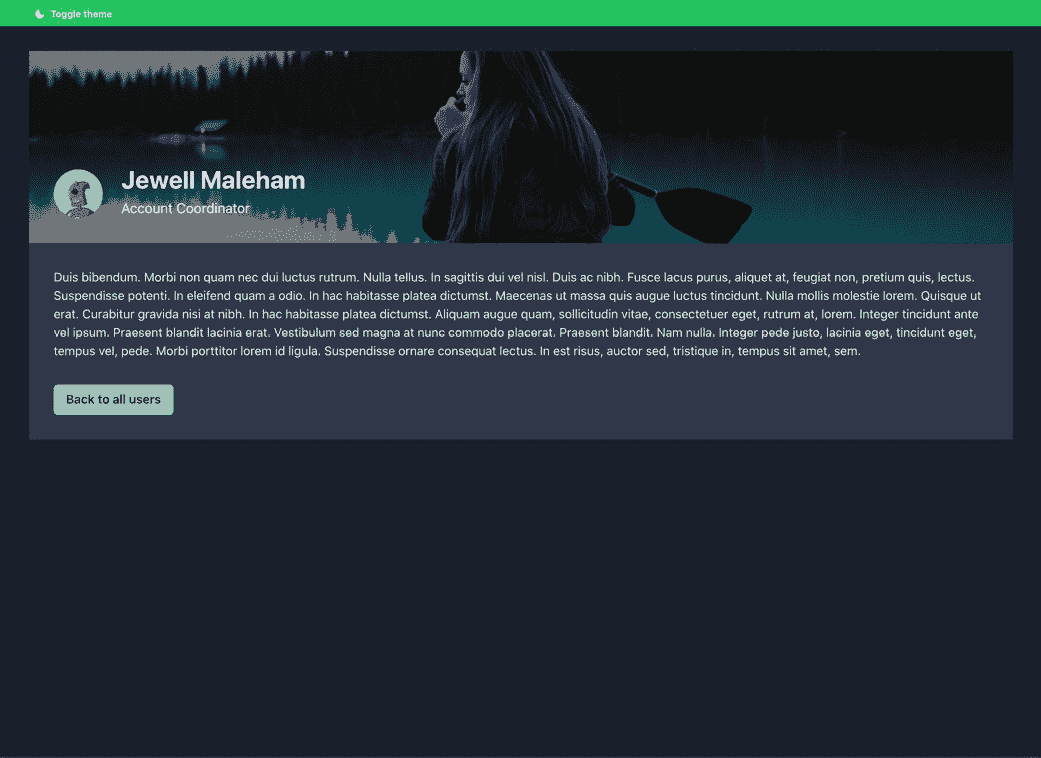 Toggle theme
Jewell Maleham
Account Coordinator
Duis bibendum. Morbi non quam nec dui luctus rutrum. Nulla tellus. In sagittis dui vel nisl. Duis ac nibh. Fusce lacus purus, aliquet at, feugiat non, pretium quis, lectus.
Suspendisse potenti. In eleifend quam a odio. In hac habitasse platea dictumst. Maecenas ut massa quis augue luctus tincidunt. Nulla mollis molestie lorem. Quisque ut
erat. Curabitur gravida nisi at nibh. In hac habitasse platea dictumst. Aliquam augue quam, sollicitudin vitae, consectetuer eget, rutrum at, lorem. Integer tincidunt ante
vel ipsum. Praesent blandit lacinia erat. Vestibulum sed magna at nunc commodo placerat. Praesent blandit. Nam nulla. Integer pede justo, lacinia eget, tincidunt eget,
tempus vel, pede. Morbi porttitor lorem id ligula. Suspendisse ornare consequat lectus. In est risus, auctor sed, tristique in, tempus sit amet, sem.
Back to all users